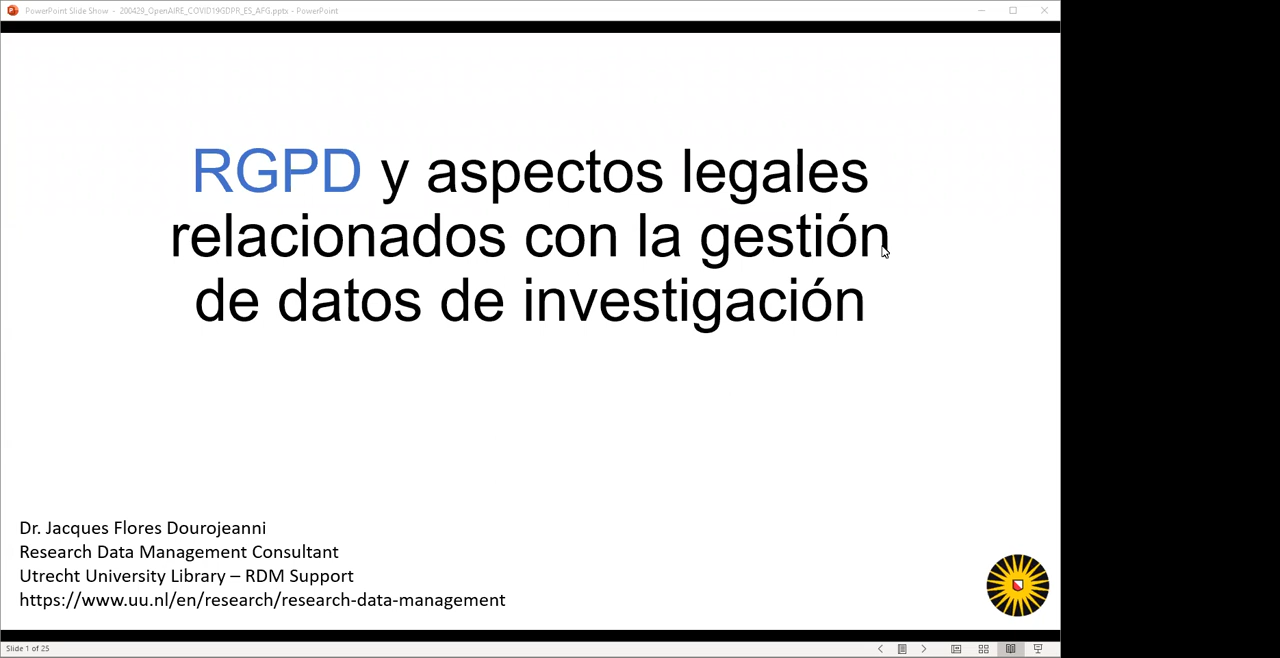 PowerPoint Slide Show - 200429_OpenAIRE_COVID19GDPR_ES_AFG.pptx - PowerPoint
RGPD y aspectos legales
relacionados con la gestión
de datos de investigación
Dr. Jacques Flores Dourojeanni
Research Data Management Consultant
Utrecht University Library – RDM Support
https://www.uu.nl/en/research/research-data-management
Slide 1 of 25